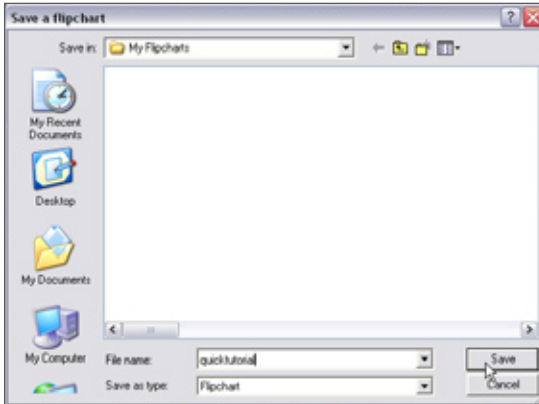 Save a flipchart
Save in: My Flipcharts
My Recent
Documents
Desktop
My Documents
My Computer
File name: quicktutorial Save
Save as type: Flipchart Cancel